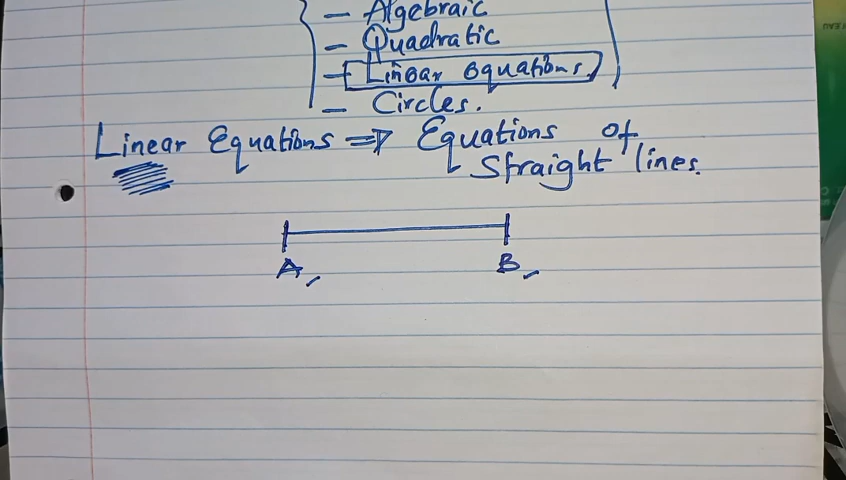 - Algebraic
- Quadratic
- Linear equations.
- Circles.
Linear Equations ⇒ Equations of
Straight lines.
A, B,